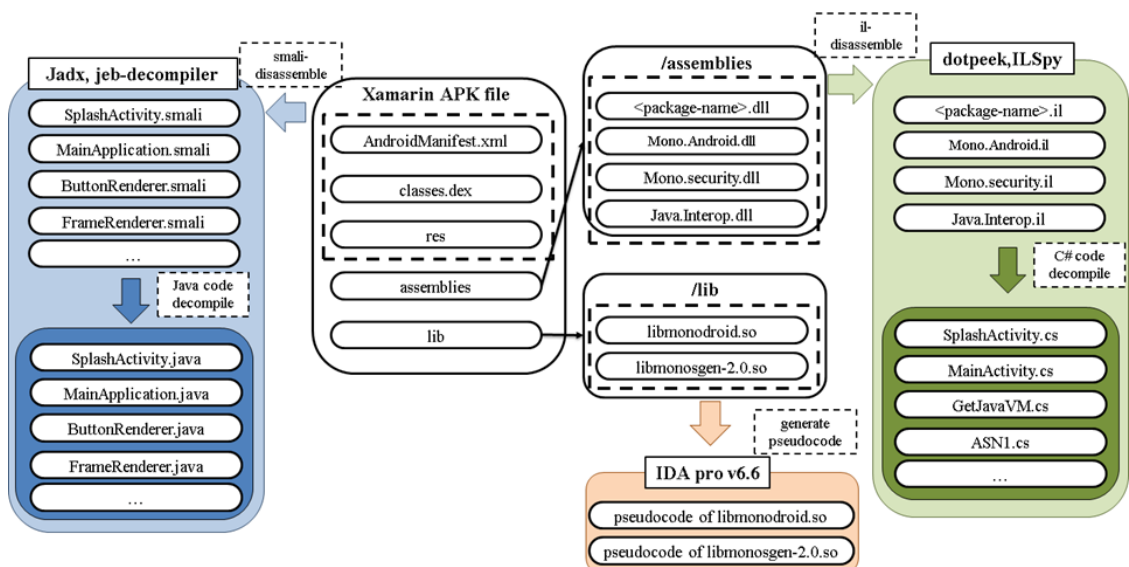 smali-
disassemble
Jadx, jeb-decompiler
SplashActivity.smali
MainApplication.smali
ButtonRenderer.smali
FrameRenderer.smali
...
Java code
decompile
SplashActivity.java
MainApplication.java
ButtonRenderer.java
FrameRenderer.java
...
Xamarin APK file
AndroidManifest.xml
classes.dex
res
assemblies
lib
/assemblies
<package-name>.dll
Mono.Android.dll
Mono.security.dll
Java.Interop.dll
/lib
libmonodroid.so
libmonosgen-2.0.so
generate
pseudocode
IDA pro v6.6
pseudocode of libmonodroid.so
pseudocode of libmonosgen-2.0.so
il-
disassemble
dotpeek,ILSpy
<package-name>.il
Mono.Android.il
Mono.security.il
Java.Interop.il
C# code
decompile
SplashActivity.cs
MainActivity.cs
GetJavaVM.cs
ASN1.cs
...